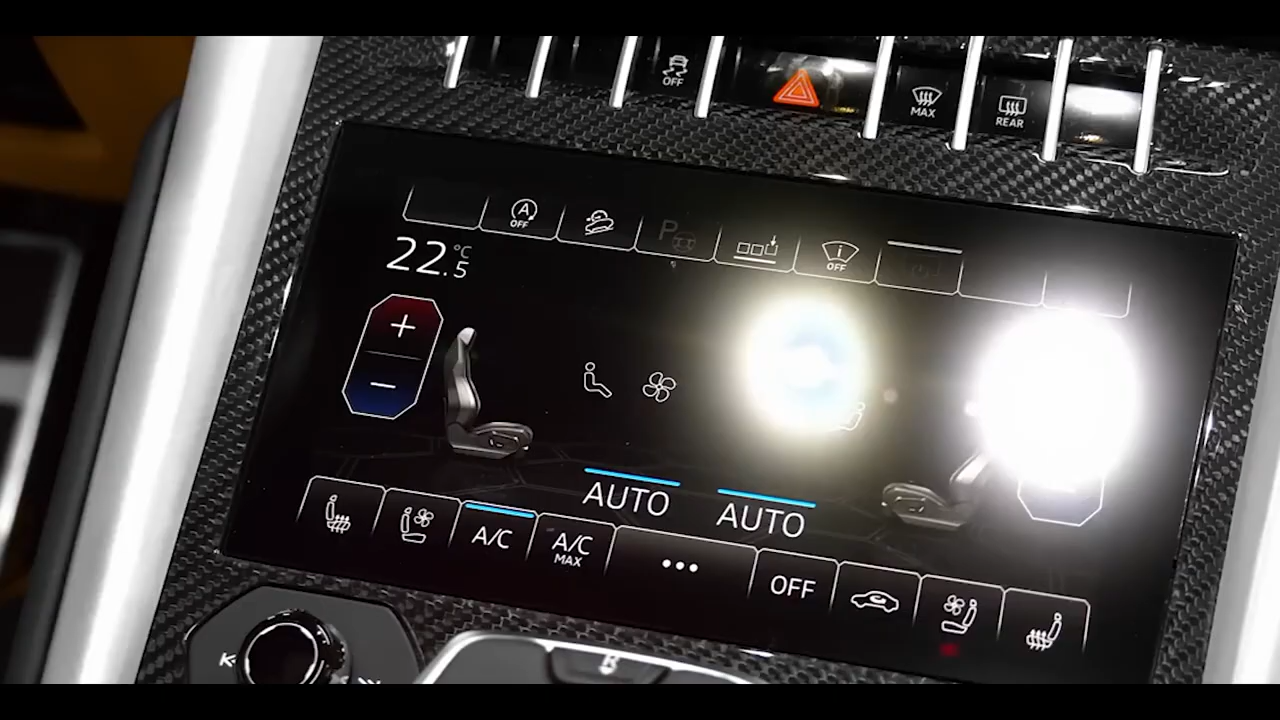 OFF
MAX
REAR
A
OFF
P
OFF
22.5 °C
+
−
AUTO
AUTO
A/C
A/C
MAX
...
OFF